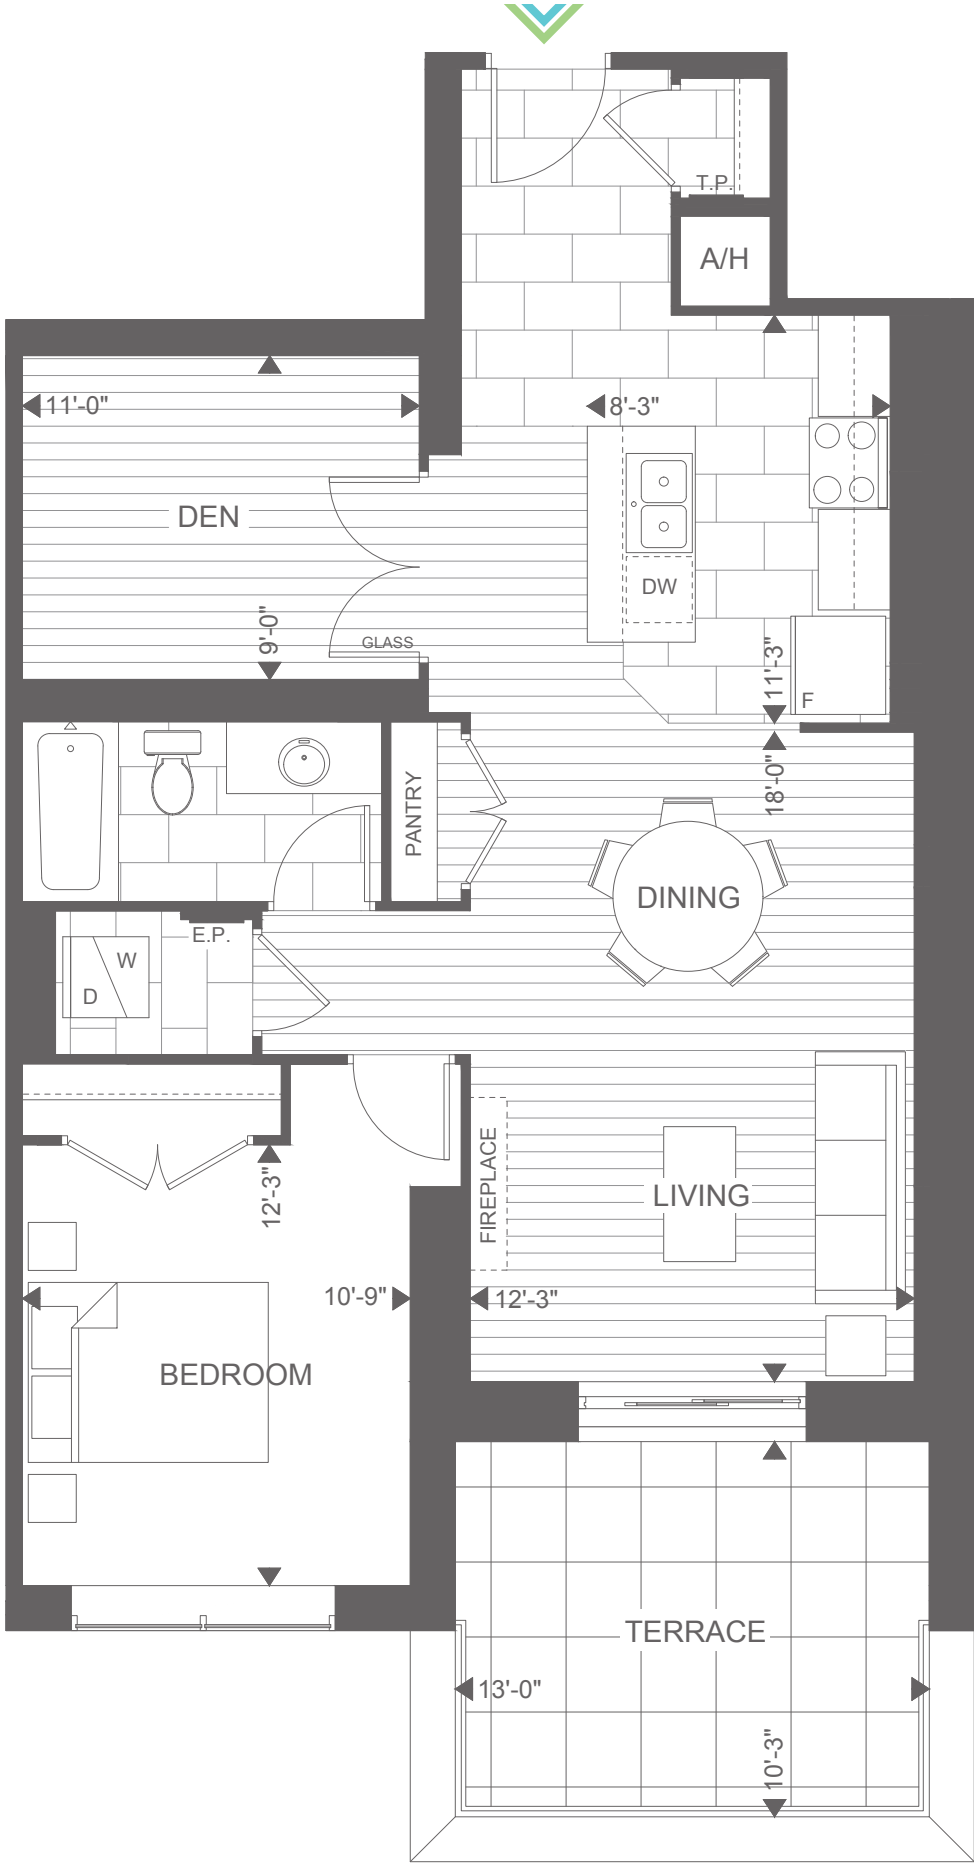 T.P.
A/H
11'-0"
8'-3"
DEN
DW
9'-0"
GLASS
11'-3"
F
18'-0"
PANTRY
DINING
E.P.
W
D
12'-3"
FIREPLACE
LIVING
10'-9"
12'-3"
BEDROOM
TERRACE
13'-0"
10'-3"